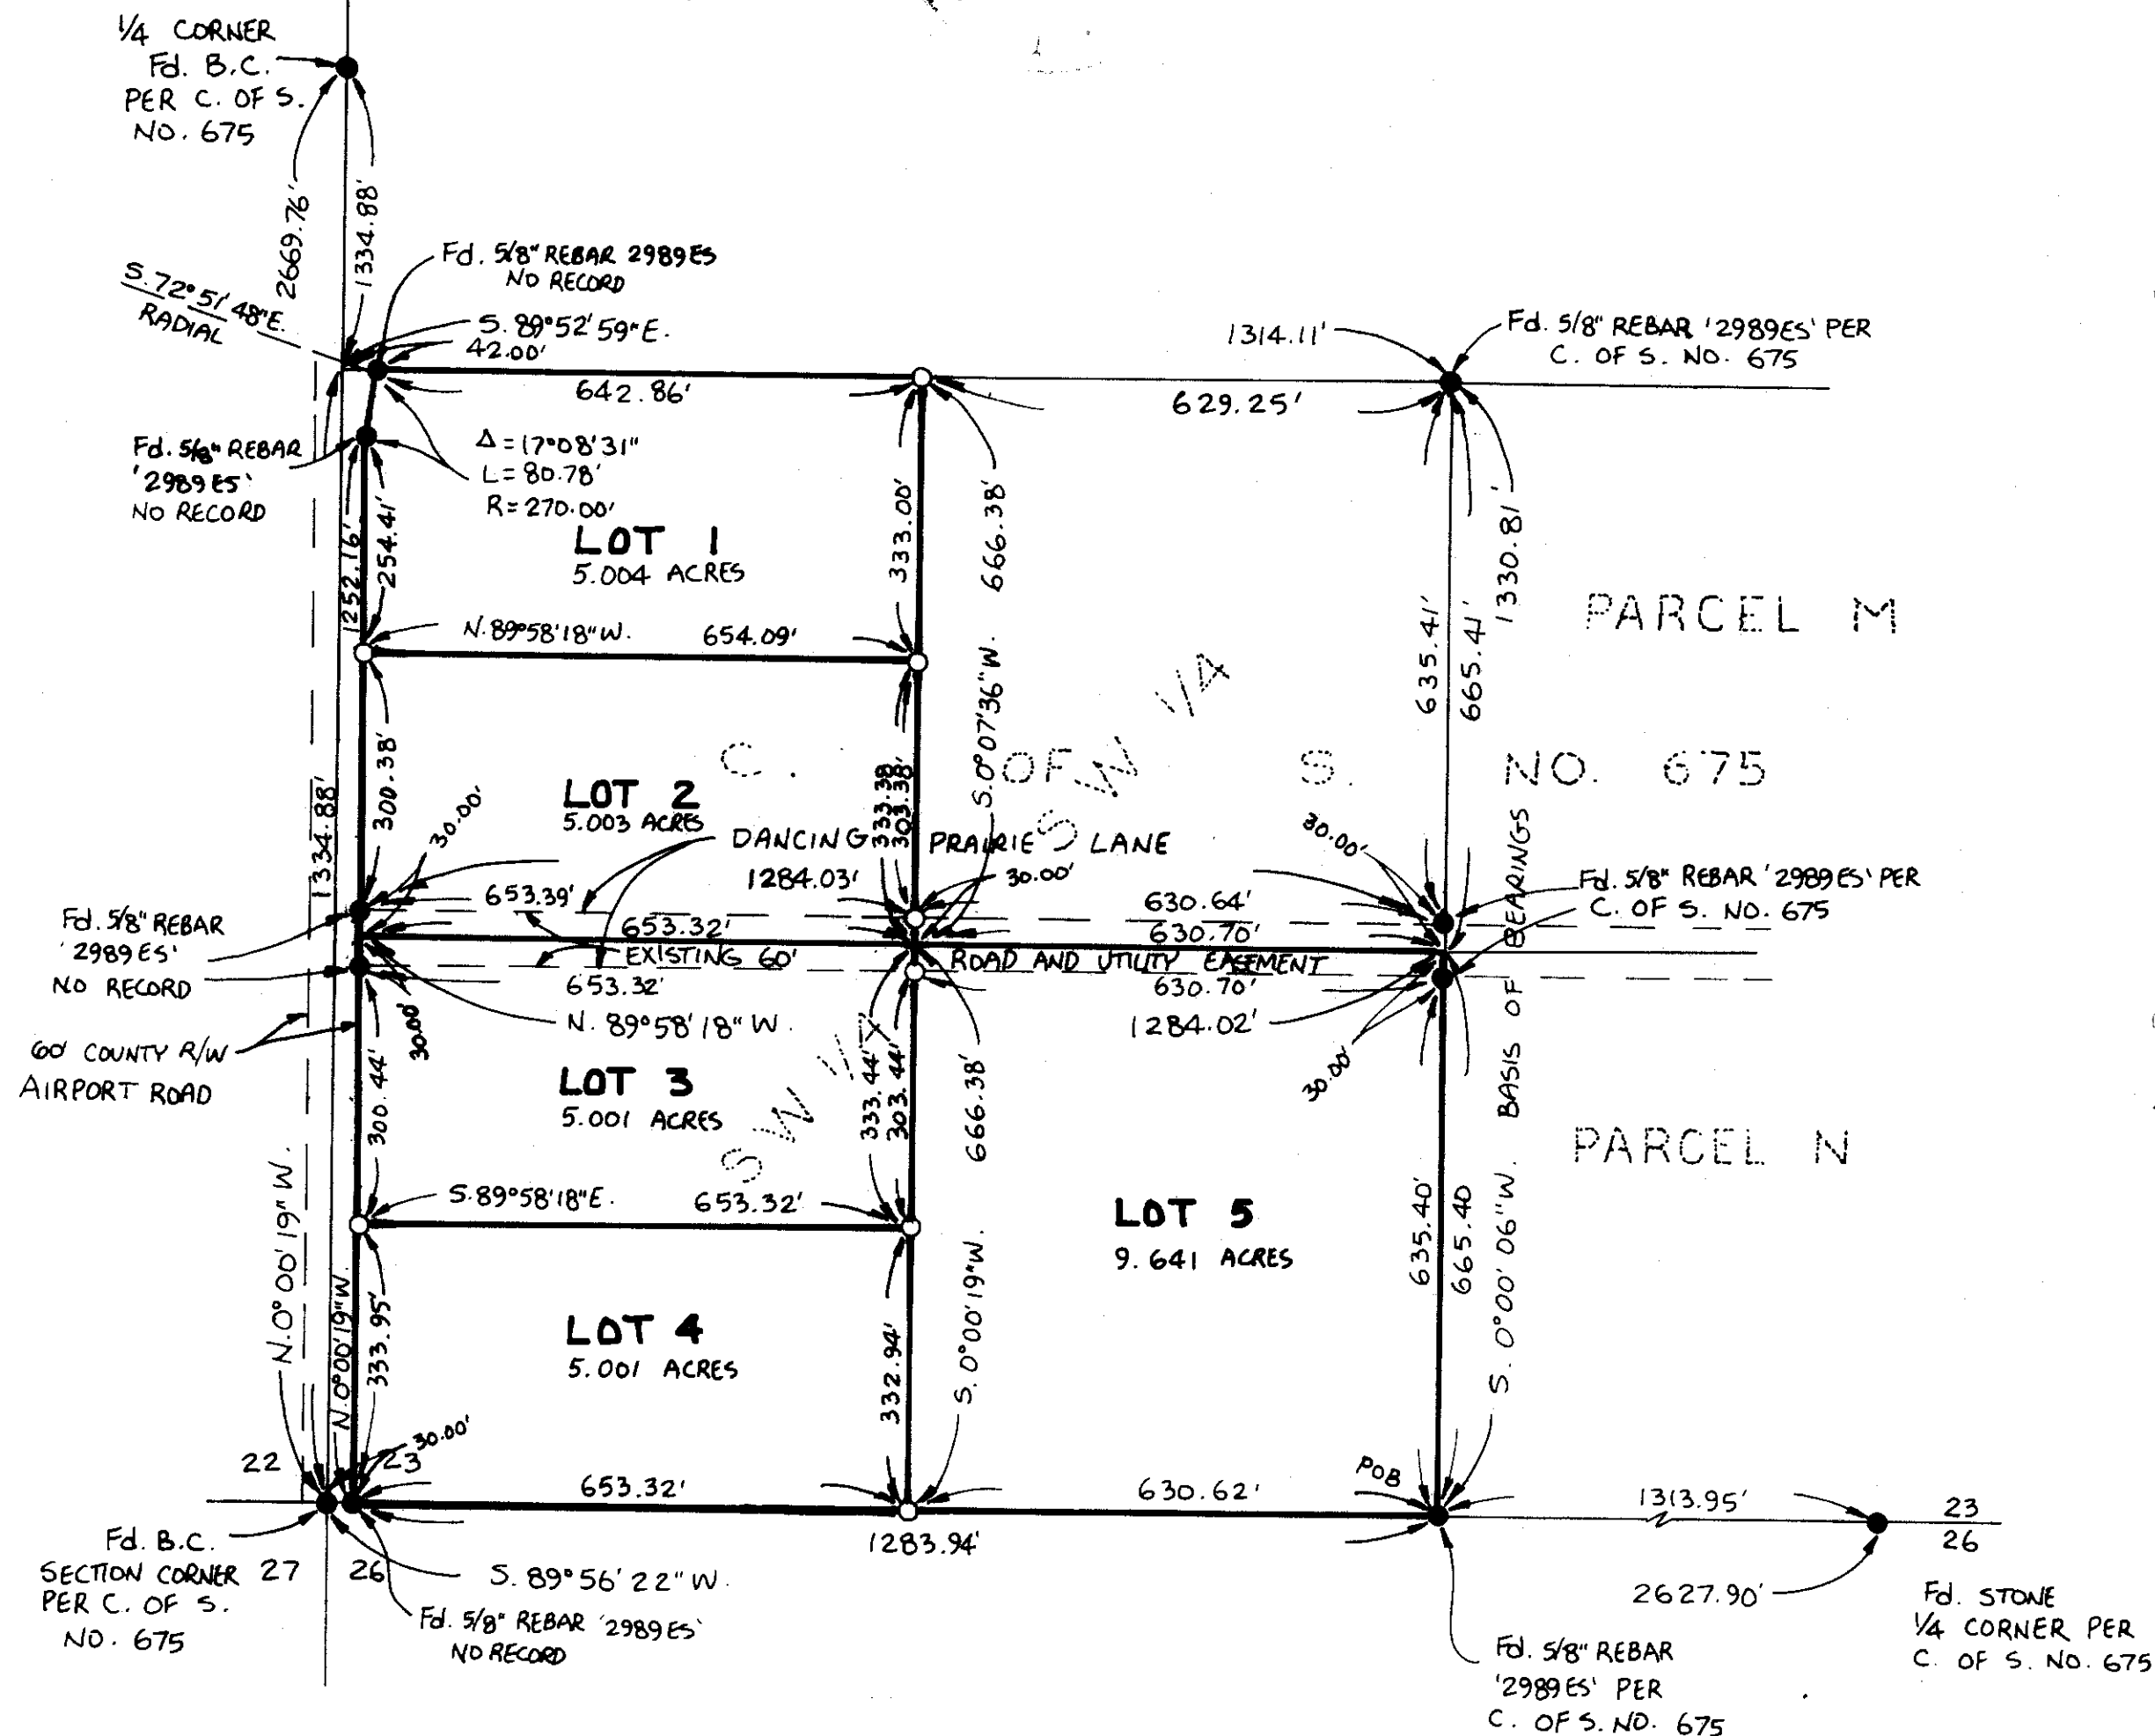 1/4 CORNER
Fd. B.C.
PER C. OF S.
NO. 675
2669.76'
1334.88'
S. 72°51'48"E.
RADIAL
Fd. 5/8" REBAR 2989ES
NO RECORD
S. 89°52'59"E.
42.00'
642.86'
1314.11'
629.25'
Fd. 5/8" REBAR '2989ES' PER
C. OF S. NO. 675
Fd. 5/8" REBAR
'2989ES'
NO RECORD
Δ=17°08'31"
L=80.78'
R=270.00'
LOT 1
5.004 ACRES
1252.16'
254.41'
333.00'
666.38'
635.41'
665.41'
1330.81'
PARCEL M
N. 89°58'18"W. 654.09'
S. 0°07'36"W.
SW 1/4
C. OF S. NO. 675
300.38'
1334.88'
LOT 2
5.003 ACRES
30.00'
333.38
303.38'
30.00'
DANCING PRAIRIE LANE
1284.03'
30.00'
653.39'
630.64'
Fd. 5/8" REBAR '2989ES' PER
C. OF S. NO. 675
Fd. 5/8" REBAR
'2989ES'
NO RECORD
653.32'
630.70'
EXISTING 60' ROAD AND UTILITY EASEMENT
653.32'
630.70'
N. 89°58'18"W.
1284.02'
30.00'
30.00'
60' COUNTY R/W
AIRPORT ROAD
300.44'
LOT 3
5.001 ACRES
333.44'
303.44'
666.38'
SW 1/4
BASIS OF BEARINGS
PARCEL N
S. 89°58'18"E. 653.32'
LOT 5
9.641 ACRES
635.40'
665.40
S. 0°00'06"W.
N. 0°00'19"W.
N. 0°00'19"W.
333.95'
LOT 4
5.001 ACRES
332.94'
S. 0°00'19"W.
30.00'
22
23
653.32'
630.62'
POB
1313.95'
23
26
1283.94'
Fd. B.C.
SECTION CORNER
PER C. OF S.
NO. 675
27
26
S. 89°56'22"W.
Fd. 5/8" REBAR '2989ES'
NO RECORD
2627.90'
Fd. STONE
1/4 CORNER PER
C. OF S. NO. 675
Fd. 5/8" REBAR
'2989ES' PER
C. OF S. NO. 675